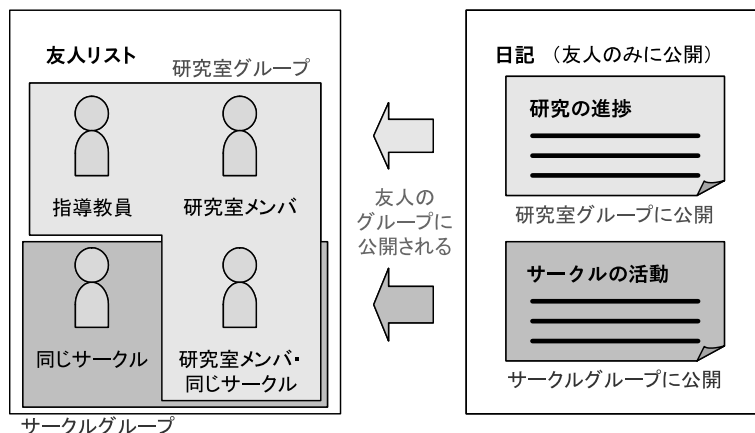 友人リスト
研究室グループ
指導教員
研究室メンバ
同じサークル
研究室メンバ・
同じサークル
サークルグループ
友人の
グループに
公開される
日記 (友人のみに公開)
研究の進捗
研究室グループに公開
サークルの活動
サークルグループに公開